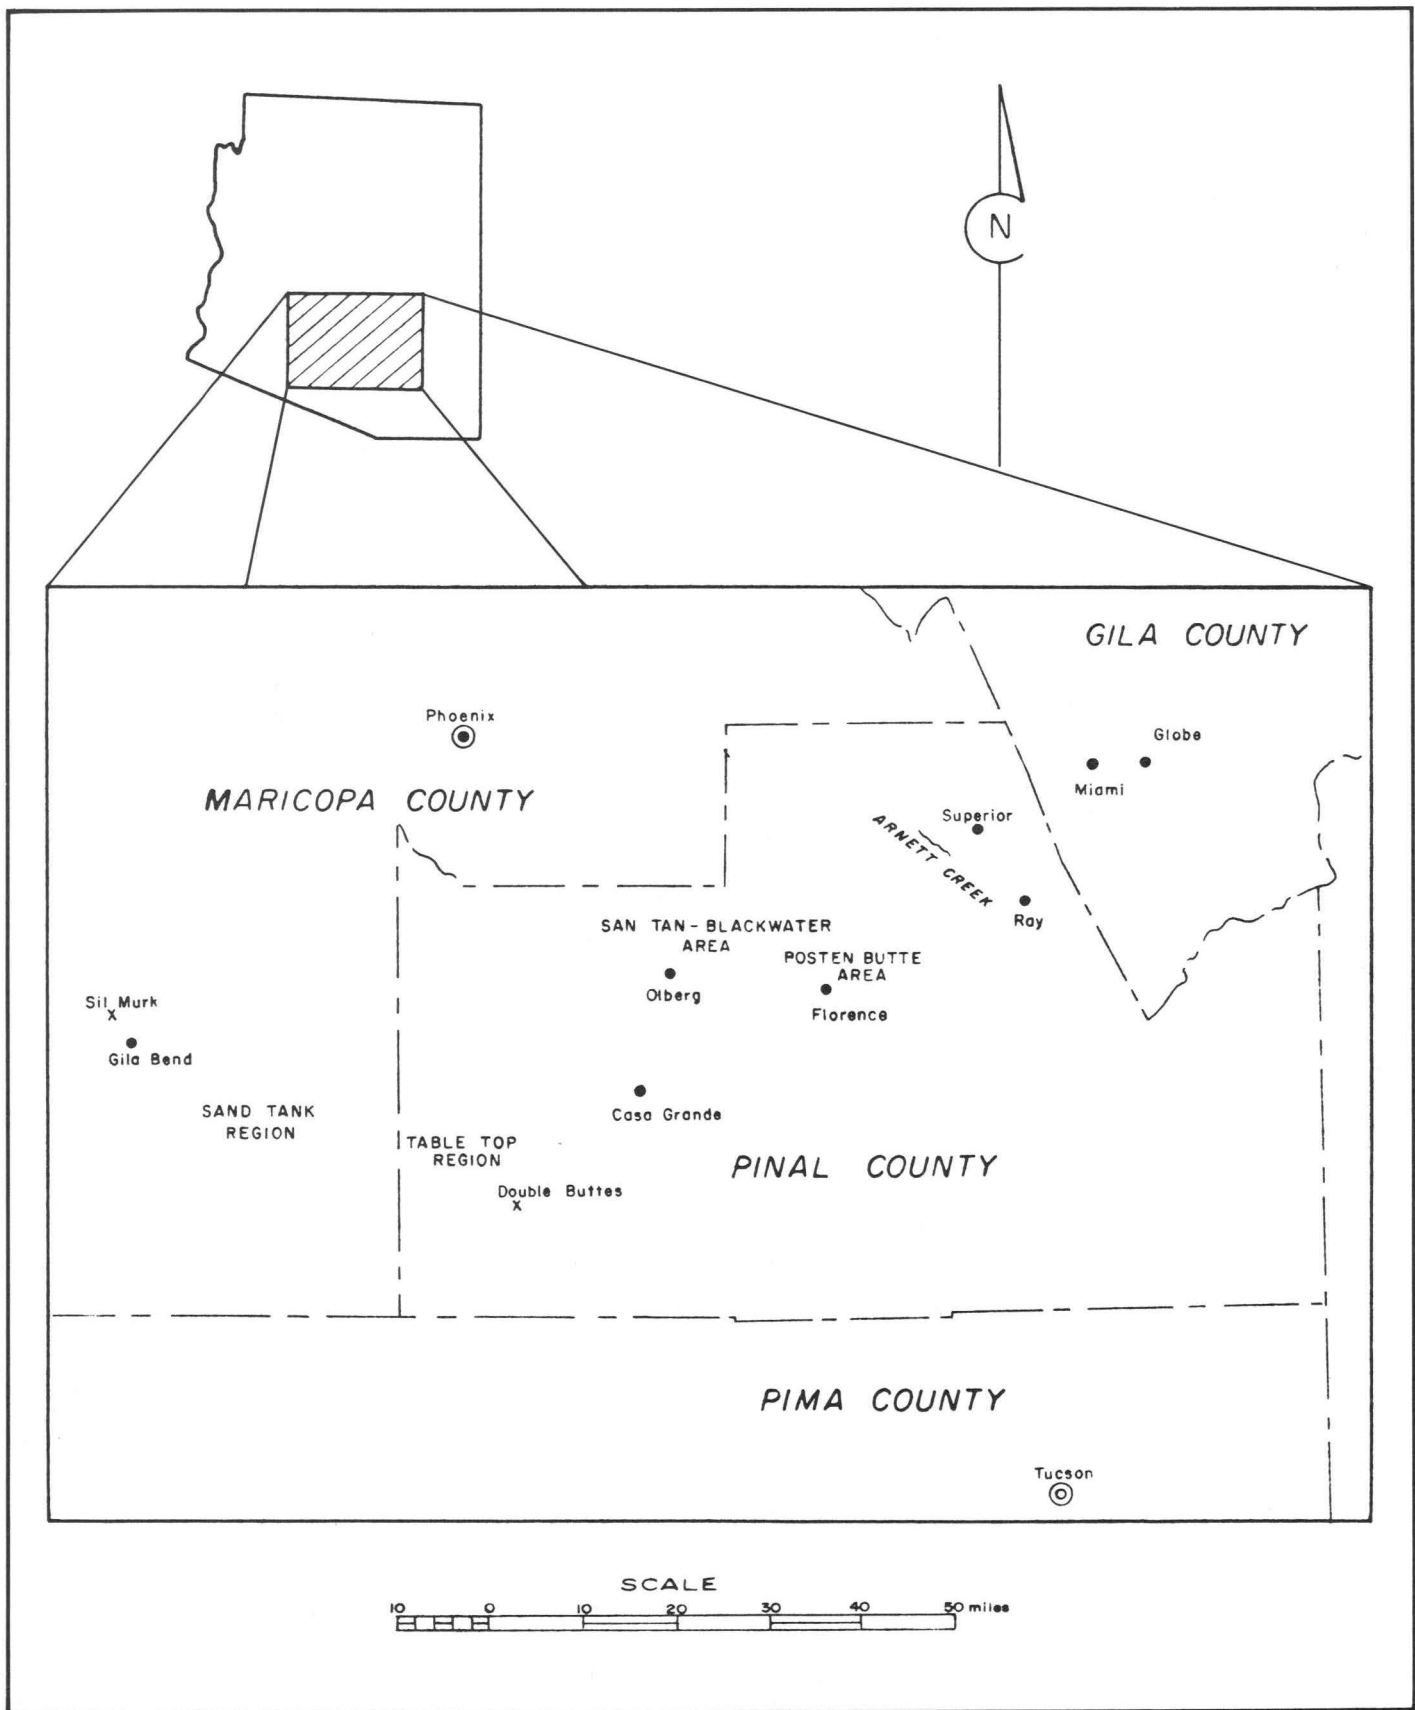 N
GILA COUNTY
Phoenix
Globe
MARICOPA COUNTY
Miami
Superior
ARNETT CREEK
Ray
SAN TAN - BLACKWATER
AREA
POSTEN BUTTE
AREA
Olberg
Florence
Sil Murk
x
Gila Bend
Casa Grande
SAND TANK
REGION
TABLE TOP
REGION
PINAL COUNTY
Double Buttes
x
PIMA COUNTY
Tucson
SCALE
10 0 10 20 30 40 50 miles